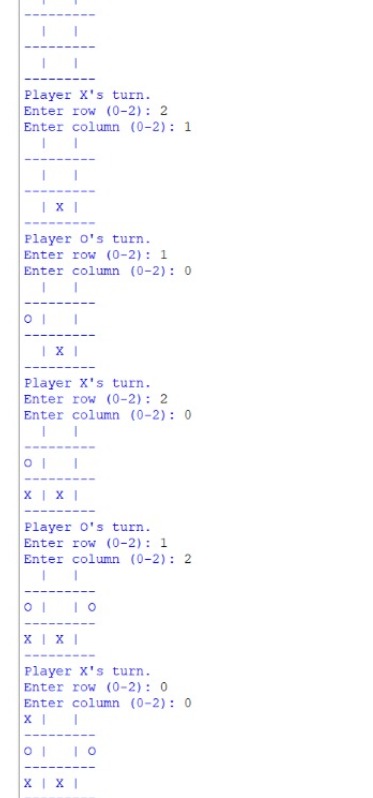 |   |
---------
  |   |
---------
  |   |
---------
Player X's turn.
Enter row (0-2): 2
Enter column (0-2): 1
  |   |
---------
  |   |
---------
  | X |
---------
Player O's turn.
Enter row (0-2): 1
Enter column (0-2): 0
  |   |
---------
O |   |
---------
  | X |
---------
Player X's turn.
Enter row (0-2): 2
Enter column (0-2): 0
  |   |
---------
O |   |
---------
X | X |
---------
Player O's turn.
Enter row (0-2): 1
Enter column (0-2): 2
  |   |
---------
O |   | O
---------
X | X |
---------
Player X's turn.
Enter row (0-2): 0
Enter column (0-2): 0
X |   |
---------
O |   | O
---------
X | X |
---------